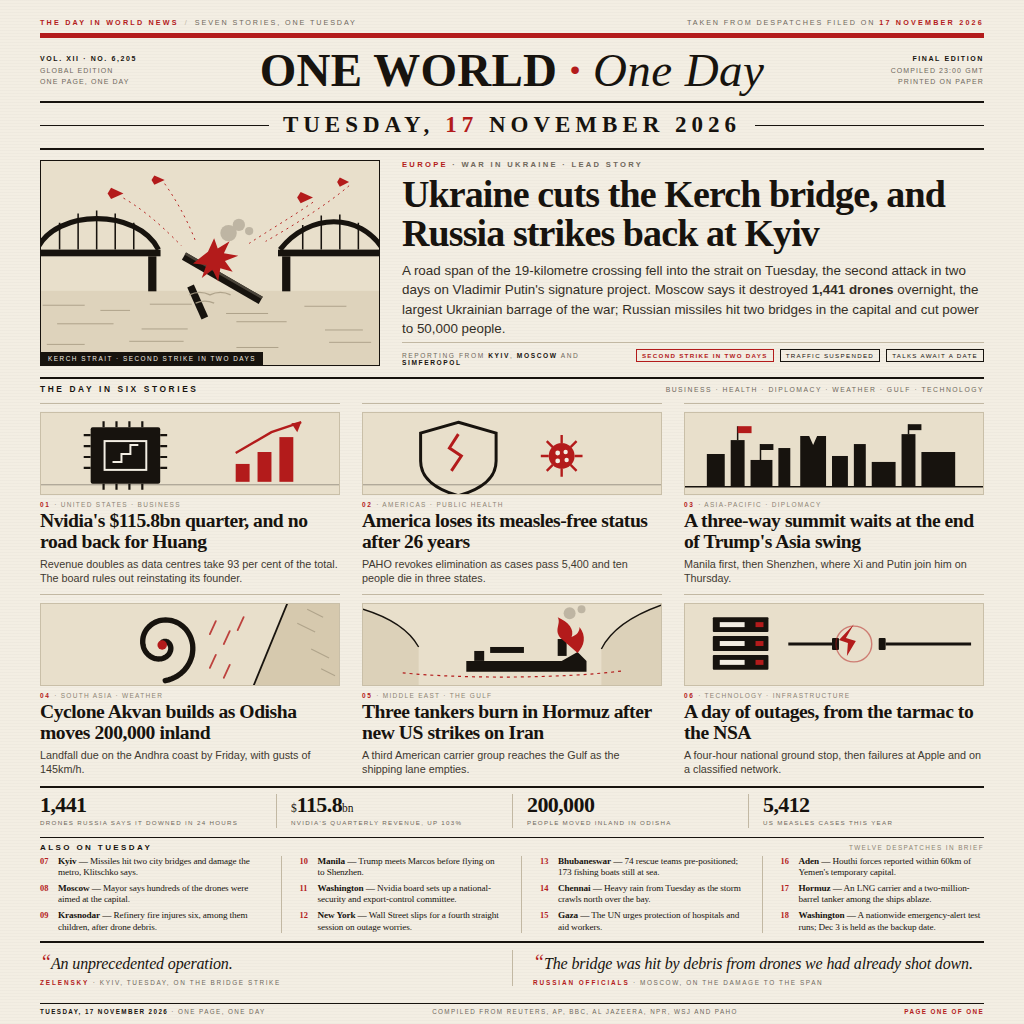 THE DAY IN WORLD NEWS / SEVEN STORIES, ONE TUESDAY
TAKEN FROM DESPATCHES FILED ON 17 NOVEMBER 2026
VOL. XII · NO. 6,205
GLOBAL EDITION
ONE PAGE, ONE DAY
ONE WORLD · One Day
FINAL EDITION
COMPILED 23:00 GMT
PRINTED ON PAPER
TUESDAY, 17 NOVEMBER 2026
KERCH STRAIT · SECOND STRIKE IN TWO DAYS
EUROPE · WAR IN UKRAINE · LEAD STORY
Ukraine cuts the Kerch bridge, and
Russia strikes back at Kyiv
A road span of the 19-kilometre crossing fell into the strait on Tuesday, the second attack in two
days on Vladimir Putin's signature project. Moscow says it destroyed 1,441 drones overnight, the
largest Ukrainian barrage of the war; Russian missiles hit two bridges in the capital and cut power
to 50,000 people.
REPORTING FROM KYIV, MOSCOW AND
SIMFEROPOL
SECOND STRIKE IN TWO DAYS
TRAFFIC SUSPENDED
TALKS AWAIT A DATE
THE DAY IN SIX STORIES
BUSINESS · HEALTH · DIPLOMACY · WEATHER · GULF · TECHNOLOGY
01 · UNITED STATES · BUSINESS
Nvidia's $115.8bn quarter, and no
road back for Huang
Revenue doubles as data centres take 93 per cent of the total.
The board rules out reinstating its founder.
02 · AMERICAS · PUBLIC HEALTH
America loses its measles-free status
after 26 years
PAHO revokes elimination as cases pass 5,400 and ten
people die in three states.
03 · ASIA-PACIFIC · DIPLOMACY
A three-way summit waits at the end
of Trump's Asia swing
Manila first, then Shenzhen, where Xi and Putin join him on
Thursday.
04 · SOUTH ASIA · WEATHER
Cyclone Akvan builds as Odisha
moves 200,000 inland
Landfall due on the Andhra coast by Friday, with gusts of
145km/h.
05 · MIDDLE EAST · THE GULF
Three tankers burn in Hormuz after
new US strikes on Iran
A third American carrier group reaches the Gulf as the
shipping lane empties.
06 · TECHNOLOGY · INFRASTRUCTURE
A day of outages, from the tarmac to
the NSA
A four-hour national ground stop, then failures at Apple and on
a classified network.
1,441
DRONES RUSSIA SAYS IT DOWNED IN 24 HOURS
$115.8bn
NVIDIA'S QUARTERLY REVENUE, UP 103%
200,000
PEOPLE MOVED INLAND IN ODISHA
5,412
US MEASLES CASES THIS YEAR
ALSO ON TUESDAY
TWELVE DESPATCHES IN BRIEF
07 Kyiv — Missiles hit two city bridges and damage the
metro, Klitschko says.
08 Moscow — Mayor says hundreds of the drones were
aimed at the capital.
09 Krasnodar — Refinery fire injures six, among them
children, after drone debris.
10 Manila — Trump meets Marcos before flying on
to Shenzhen.
11 Washington — Nvidia board sets up a national-
security and export-control committee.
12 New York — Wall Street slips for a fourth straight
session on outage worries.
13 Bhubaneswar — 74 rescue teams pre-positioned;
173 fishing boats still at sea.
14 Chennai — Heavy rain from Tuesday as the storm
crawls north over the bay.
15 Gaza — The UN urges protection of hospitals and
aid workers.
16 Aden — Houthi forces reported within 60km of
Yemen's temporary capital.
17 Hormuz — An LNG carrier and a two-million-
barrel tanker among the ships ablaze.
18 Washington — A nationwide emergency-alert test
runs; Dec 3 is held as the backup date.
“An unprecedented operation.
ZELENSKY · KYIV, TUESDAY, ON THE BRIDGE STRIKE
“The bridge was hit by debris from drones we had already shot down.
RUSSIAN OFFICIALS · MOSCOW, ON THE DAMAGE TO THE SPAN
TUESDAY, 17 NOVEMBER 2026 · ONE PAGE, ONE DAY
COMPILED FROM REUTERS, AP, BBC, AL JAZEERA, NPR, WSJ AND PAHO
PAGE ONE OF ONE